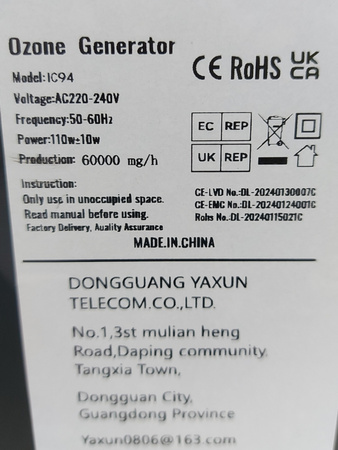 Ozone Generator
CE RoHS UK CA
Model:IC94
Voltage:AC220-240V
Frequency:50-60Hz
Power:110w±10w
Production: 60000 mg/h
EC REP
UK REP
Instruction:
Only use in unoccupied space.
Read manual before using.
Factory Delivery, Auality Assurance
CE-LVD No.:DL-20240130007C
CE-EMC No.:DL-20240124001C
Rohs No.:DL-20240115021C
MADE.IN.CHINA
DONGGUANG YAXUN
TELECOM.CO.,LTD.
No.1,3st mulian heng
Road,Daping community,
Tangxia Town,
Dongguan City,
Guangdong Province
Yaxun0806@163.com